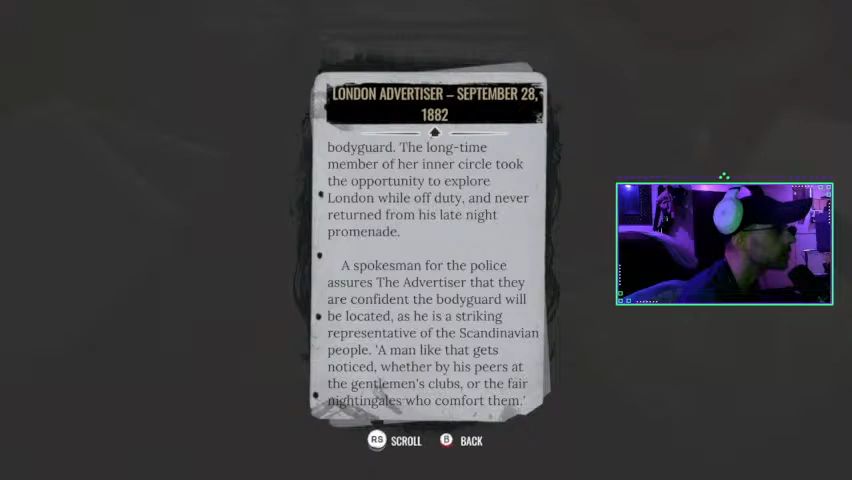 LONDON ADVERTISER – SEPTEMBER 28,
1882
bodyguard. The long-time
member of her inner circle took
the opportunity to explore
London while off duty, and never
returned from his late night
promenade.
A spokesman for the police
assures The Advertiser that they
are confident the bodyguard will
be located, as he is a striking
representative of the Scandinavian
people. 'A man like that gets
noticed, whether by his peers at
the gentlemen's clubs, or the fair
nightingales who comfort them.'
RS SCROLL B BACK